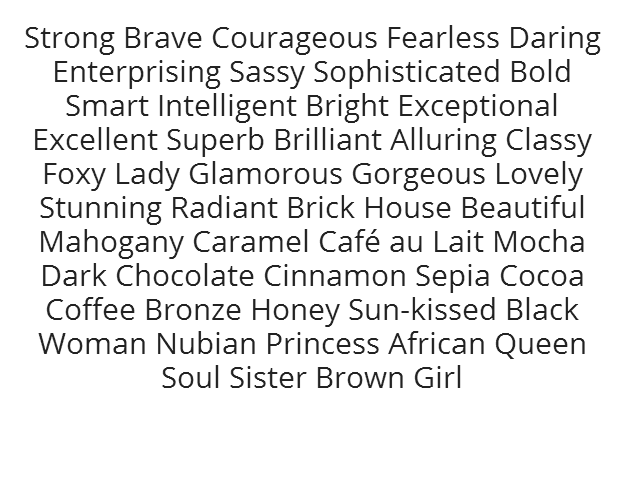 Strong Brave Courageous Fearless Daring
Enterprising Sassy Sophisticated Bold
Smart Intelligent Bright Exceptional
Excellent Superb Brilliant Alluring Classy
Foxy Lady Glamorous Gorgeous Lovely
Stunning Radiant Brick House Beautiful
Mahogany Caramel Café au Lait Mocha
Dark Chocolate Cinnamon Sepia Cocoa
Coffee Bronze Honey Sun-kissed Black
Woman Nubian Princess African Queen
Soul Sister Brown Girl